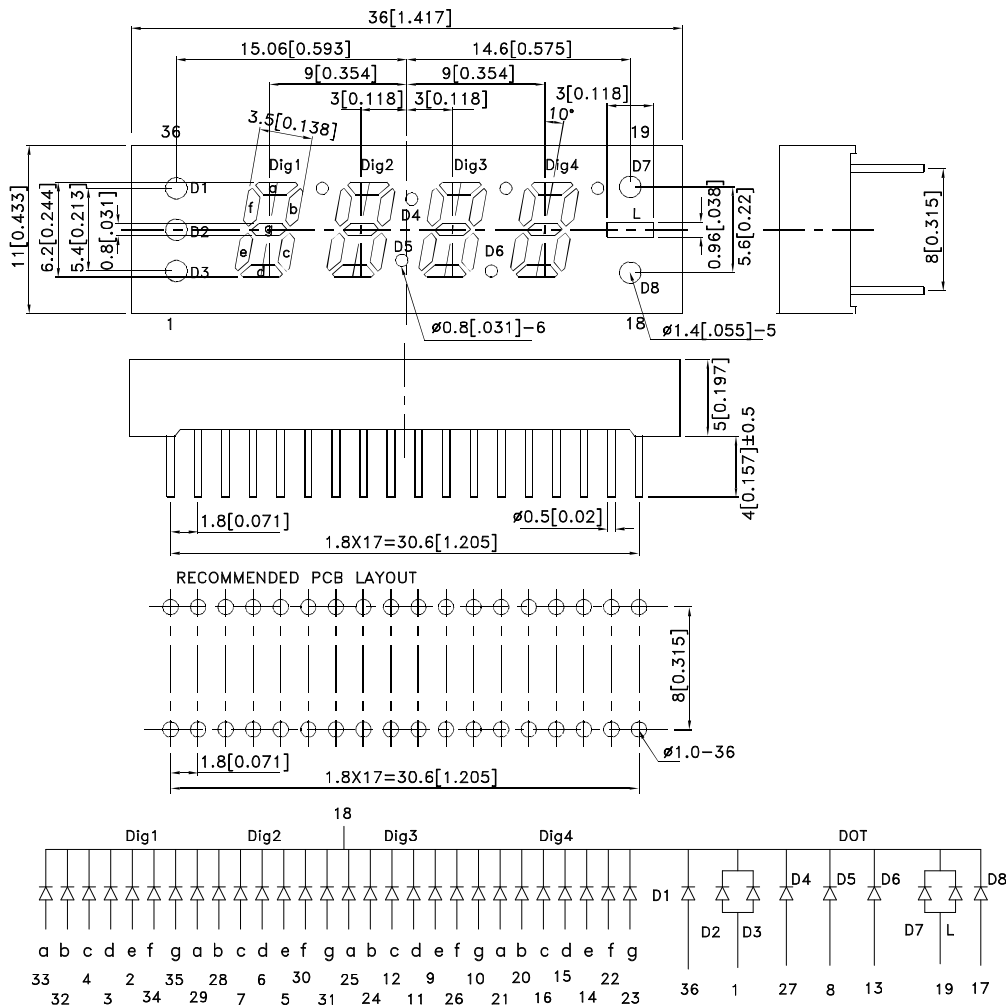 36[1.417]
15.06[0.593]
14.6[0.575]
9[0.354]
9[0.354]
3[0.118]
3[0.118]
3[0.118]
3.5[0.138]
10°
36
19
Dig1
Dig2
Dig3
Dig4
D7
D1
a
f
b
D4
L
D2
g
D5
D6
e
c
D3
d
D8
1
18
11[0.433]
6.2[0.244]
5.4[0.213]
0.8[.031]
0.96[.038]
5.6[0.22]
8[0.315]
ø0.8[.031]-6
ø1.4[.055]-5
5[0.197]
4[0.157]±0.5
1.8[0.071]
ø0.5[0.02]
1.8X17=30.6[1.205]
RECOMMENDED PCB LAYOUT
8[0.315]
1.8[0.071]
ø1.0-36
1.8X17=30.6[1.205]
18
Dig1 Dig2 Dig3 Dig4 DOT
D1 D4 D5 D6 D8
D2 D3 D7 L
a b c d e f g a b c d e f g a b c d e f g a b c d e f g
33 4 2 35 28 6 30 25 12 9 10 20 15 22
32 3 34 29 7 5 31 24 11 26 21 16 14 23
36 1 27 8 13 19 17